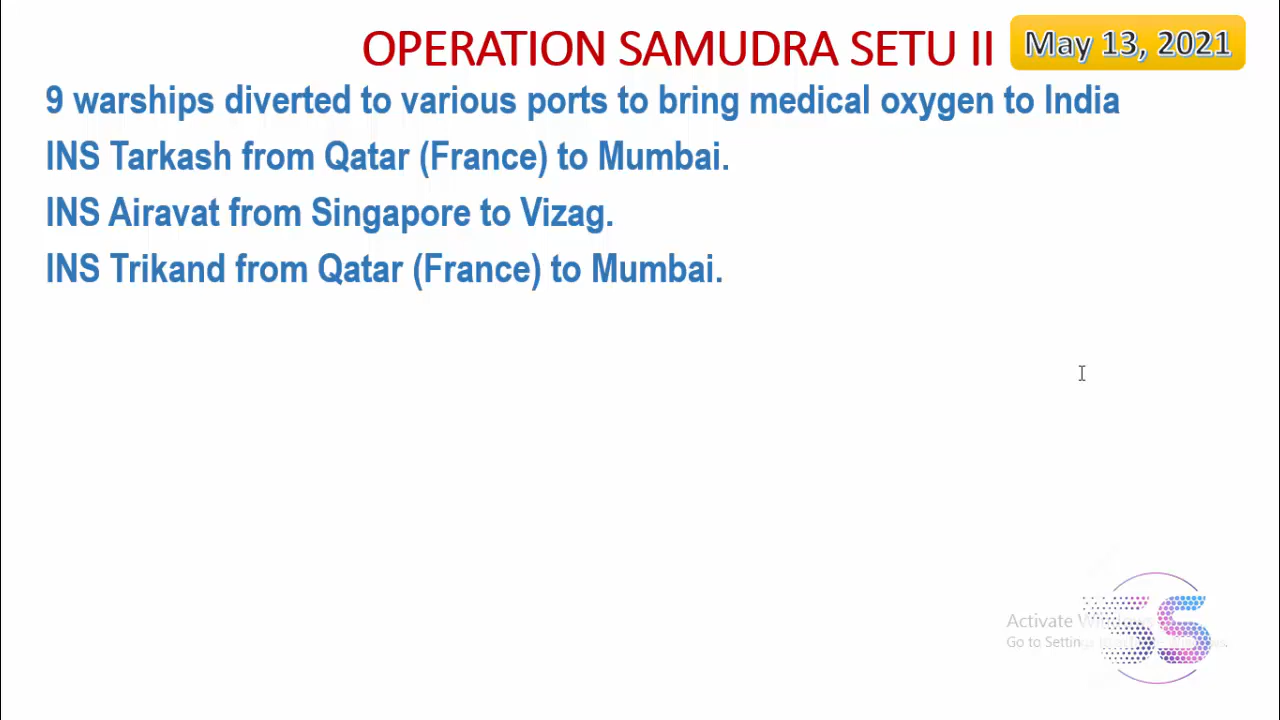 OPERATION SAMUDRA SETU II
May 13, 2021
9 warships diverted to various ports to bring medical oxygen to India
INS Tarkash from Qatar (France) to Mumbai.
INS Airavat from Singapore to Vizag.
INS Trikand from Qatar (France) to Mumbai.
Activate
Go to